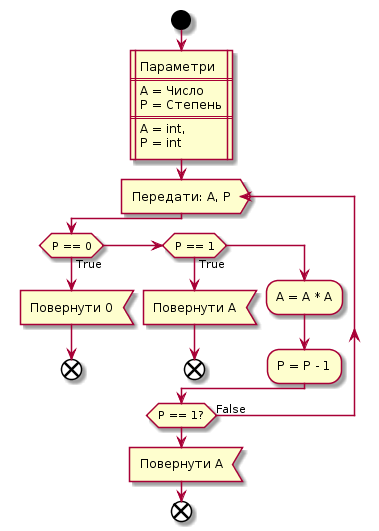 Параметри
A = Число
P = Степень
A = int,
P = int
Передати: A, P
P == 0
True
P == 1
True
Повернути 0
Повернути A
A = A * A
P = P - 1
P == 1?
False
Повернути A